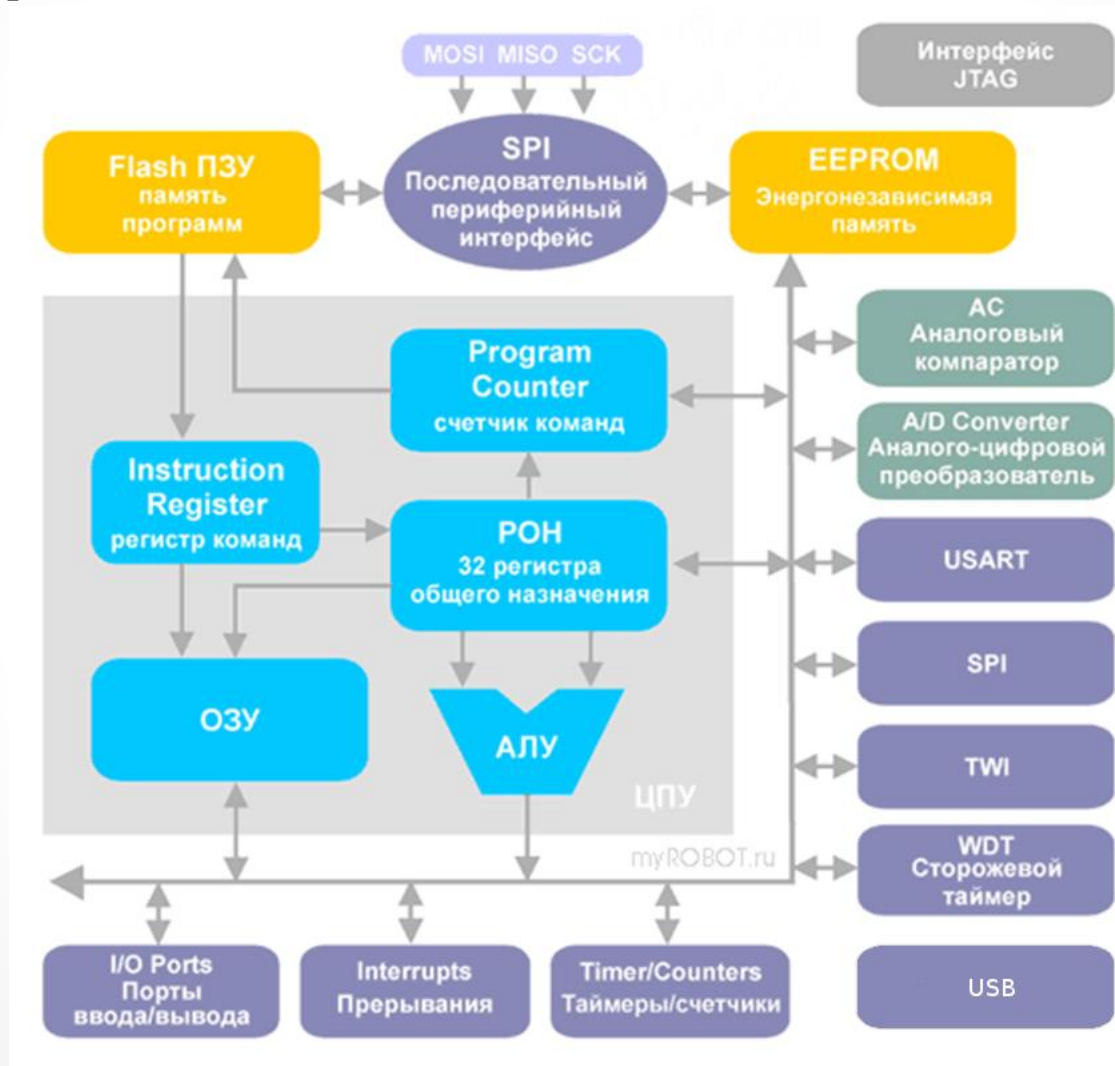 MOSI MISO SCK
Интерфейс
JTAG
Flash ПЗУ
память
программ
SPI
Последовательный
периферийный
интерфейс
EEPROM
Энергонезависимая
память
Program
Counter
счетчик команд
Instruction
Register
регистр команд
РОН
32 регистра
общего назначения
ОЗУ
АЛУ
ЦПУ
myROBOT.ru
AC
Аналоговый
компаратор
A/D Converter
Аналого-цифровой
преобразователь
USART
SPI
TWI
WDT
Сторожевой
таймер
I/O Ports
Порты
ввода/вывода
Interrupts
Прерывания
Timer/Counters
Таймеры/счетчики
USB